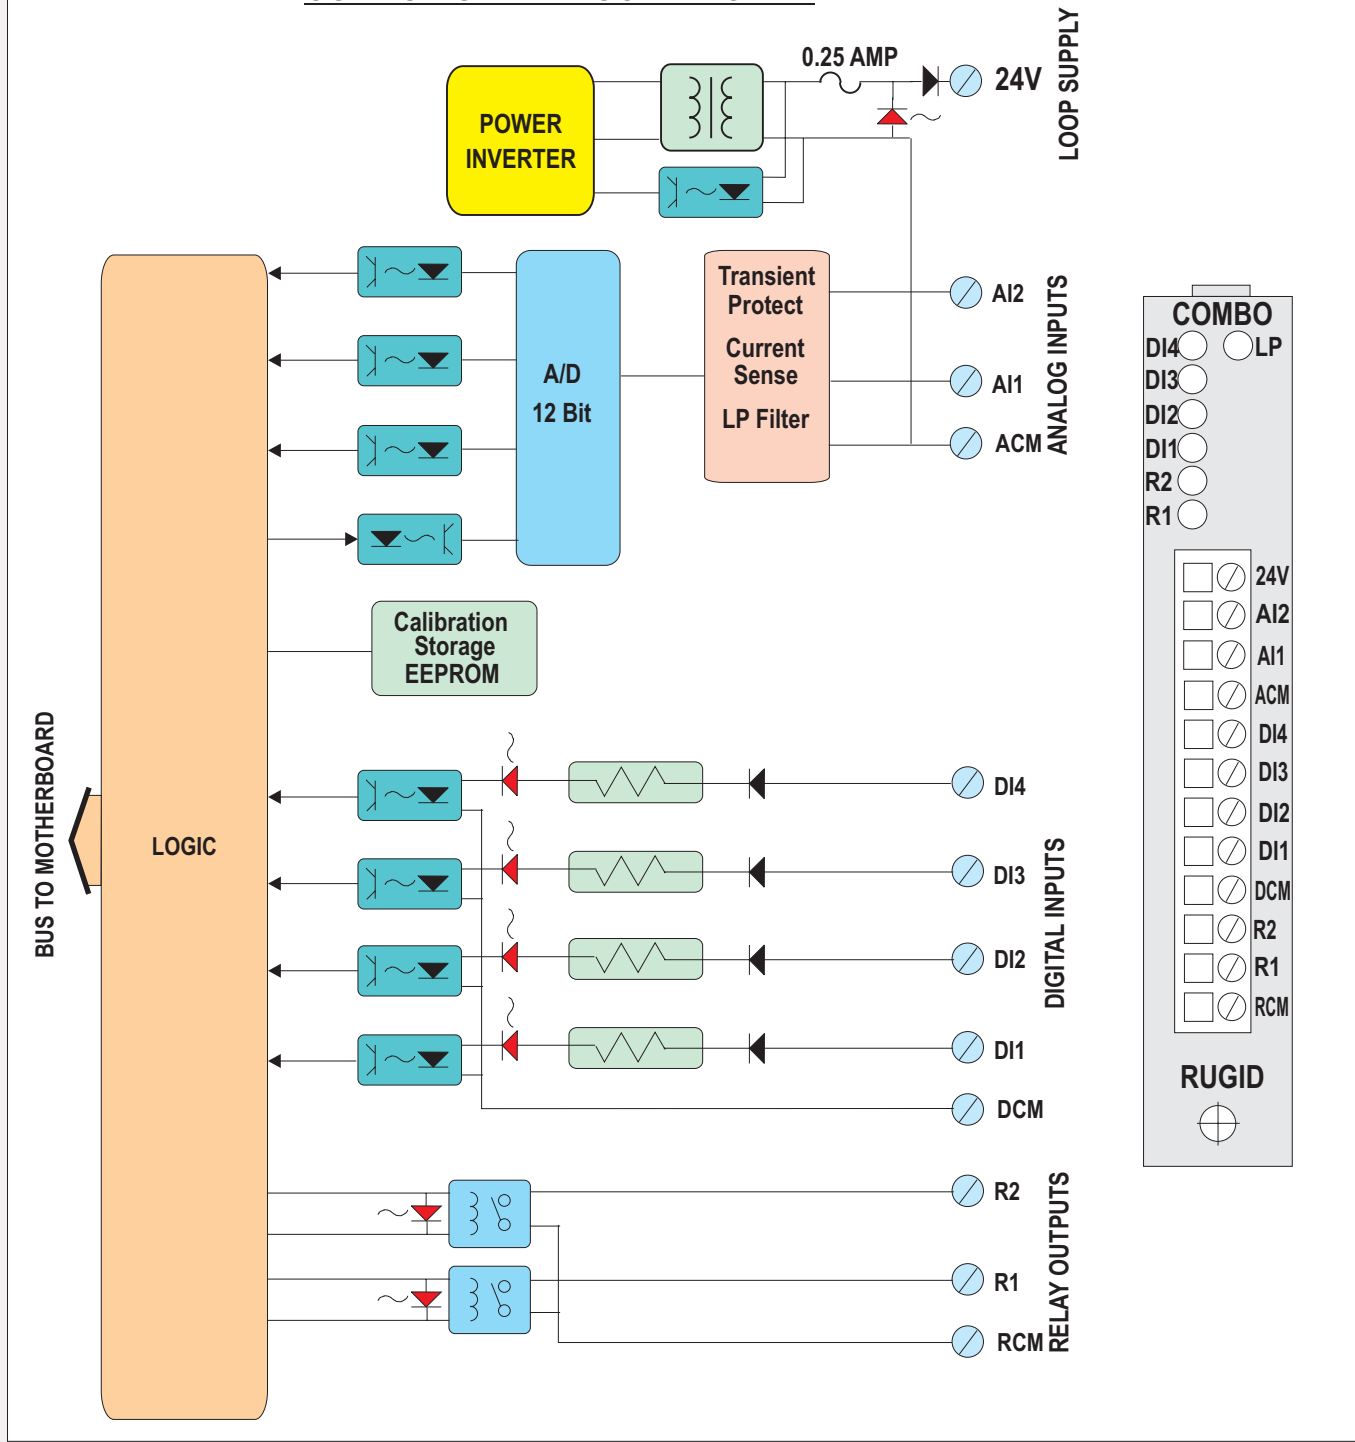 0.25 AMP
24V
LOOP SUPPLY
POWER
INVERTER
Transient
Protect
Current
Sense
LP Filter
A/D
12 Bit
AI2
AI1
ACM
ANALOG INPUTS
Calibration
Storage
EEPROM
BUS TO MOTHERBOARD
LOGIC
DI4
DI3
DI2
DI1
DCM
DIGITAL INPUTS
R2
R1
RCM
RELAY OUTPUTS
COMBO
DI4 LP
DI3
DI2
DI1
R2
R1
24V
AI2
AI1
ACM
DI4
DI3
DI2
DI1
DCM
R2
R1
RCM
RUGID